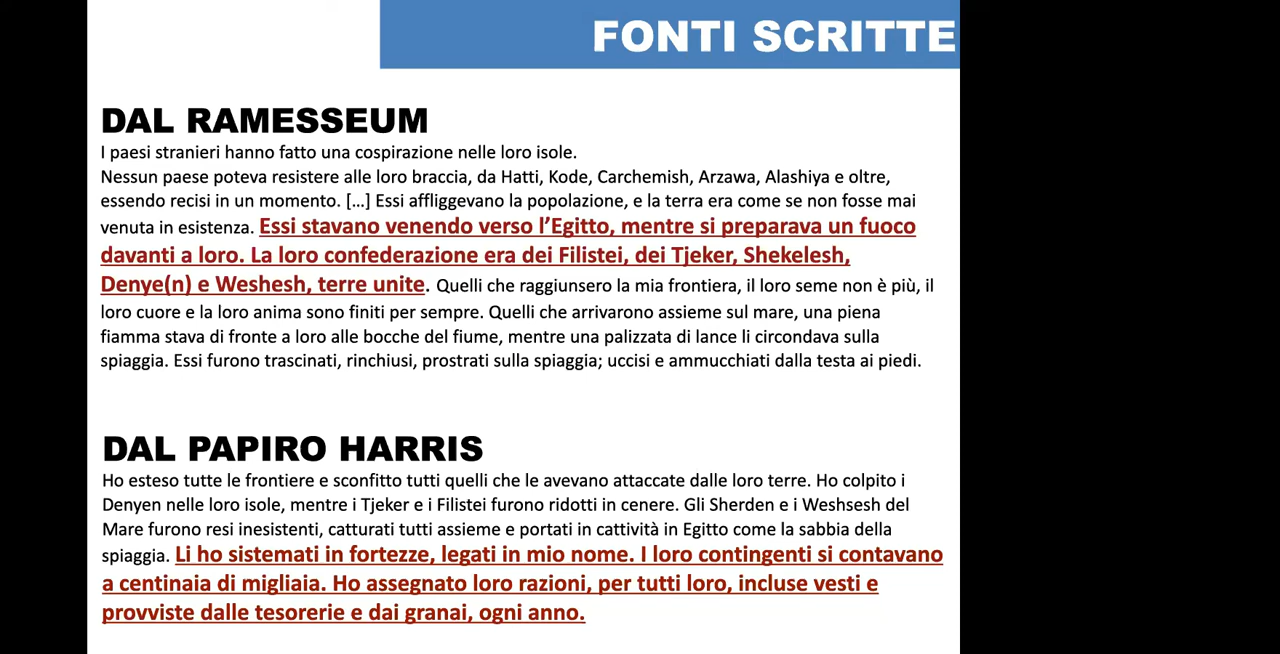 FONTI SCRITTE
DAL RAMESSEUM
I paesi stranieri hanno fatto una cospirazione nelle loro isole.
Nessun paese poteva resistere alle loro braccia, da Hatti, Kode, Carchemish, Arzawa, Alashiya e oltre,
essendo recisi in un momento. […] Essi affliggevano la popolazione, e la terra era come se non fosse mai
venuta in esistenza. Essi stavano venendo verso l’Egitto, mentre si preparava un fuoco
davanti a loro. La loro confederazione era dei Filistei, dei Tjeker, Shekelesh,
Denye(n) e Weshesh, terre unite. Quelli che raggiunsero la mia frontiera, il loro seme non è più, il
loro cuore e la loro anima sono finiti per sempre. Quelli che arrivarono assieme sul mare, una piena
fiamma stava di fronte a loro alle bocche del fiume, mentre una palizzata di lance li circondava sulla
spiaggia. Essi furono trascinati, rinchiusi, prostrati sulla spiaggia; uccisi e ammucchiati dalla testa ai piedi.
DAL PAPIRO HARRIS
Ho esteso tutte le frontiere e sconfitto tutti quelli che le avevano attaccate dalle loro terre. Ho colpito i
Denyen nelle loro isole, mentre i Tjeker e i Filistei furono ridotti in cenere. Gli Sherden e i Weshsesh del
Mare furono resi inesistenti, catturati tutti assieme e portati in cattività in Egitto come la sabbia della
spiaggia. Li ho sistemati in fortezze, legati in mio nome. I loro contingenti si contavano
a centinaia di migliaia. Ho assegnato loro razioni, per tutti loro, incluse vesti e
provviste dalle tesorerie e dai granai, ogni anno.